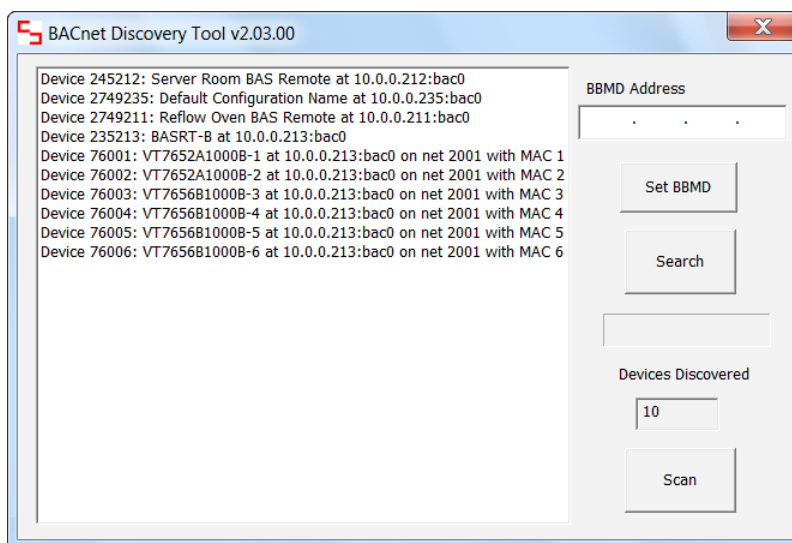 BACnet Discovery Tool v2.03.00
Device 245212: Server Room BAS Remote at 10.0.0.212:bac0
Device 2749235: Default Configuration Name at 10.0.0.235:bac0
Device 2749211: Reflow Oven BAS Remote at 10.0.0.211:bac0
Device 235213: BASRT-B at 10.0.0.213:bac0
Device 76001: VT7652A1000B-1 at 10.0.0.213:bac0 on net 2001 with MAC 1
Device 76002: VT7652A1000B-2 at 10.0.0.213:bac0 on net 2001 with MAC 2
Device 76003: VT7656B1000B-3 at 10.0.0.213:bac0 on net 2001 with MAC 3
Device 76004: VT7656B1000B-4 at 10.0.0.213:bac0 on net 2001 with MAC 4
Device 76005: VT7656B1000B-5 at 10.0.0.213:bac0 on net 2001 with MAC 5
Device 76006: VT7656B1000B-6 at 10.0.0.213:bac0 on net 2001 with MAC 6
BBMD Address
. . .
Set BBMD
Search
Devices Discovered
10
Scan